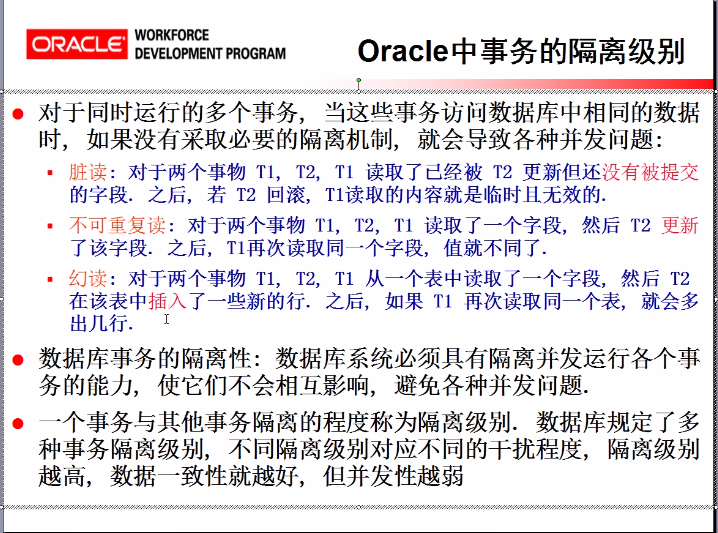 ORACLE
WORKFORCE
DEVELOPMENT PROGRAM
Oracle中事务的隔离级别
对于同时运行的多个事务, 当这些事务访问数据库中相同的数据
时, 如果没有采取必要的隔离机制, 就会导致各种并发问题:
脏读: 对于两个事物 T1, T2, T1 读取了已经被 T2 更新但还没有被提交
的字段. 之后, 若 T2 回滚, T1读取的内容就是临时且无效的.
不可重复读: 对于两个事物 T1, T2, T1 读取了一个字段, 然后 T2 更新
了该字段. 之后, T1再次读取同一个字段, 值就不同了.
幻读: 对于两个事物 T1, T2, T1 从一个表中读取了一个字段, 然后 T2
在该表中插入了一些新的行. 之后, 如果 T1 再次读取同一个表, 就会多
出几行.
数据库事务的隔离性: 数据库系统必须具有隔离并发运行各个事
务的能力, 使它们不会相互影响, 避免各种并发问题.
一个事务与其他事务隔离的程度称为隔离级别. 数据库规定了多
种事务隔离级别, 不同隔离级别对应不同的干扰程度, 隔离级别
越高, 数据一致性就越好, 但并发性越弱